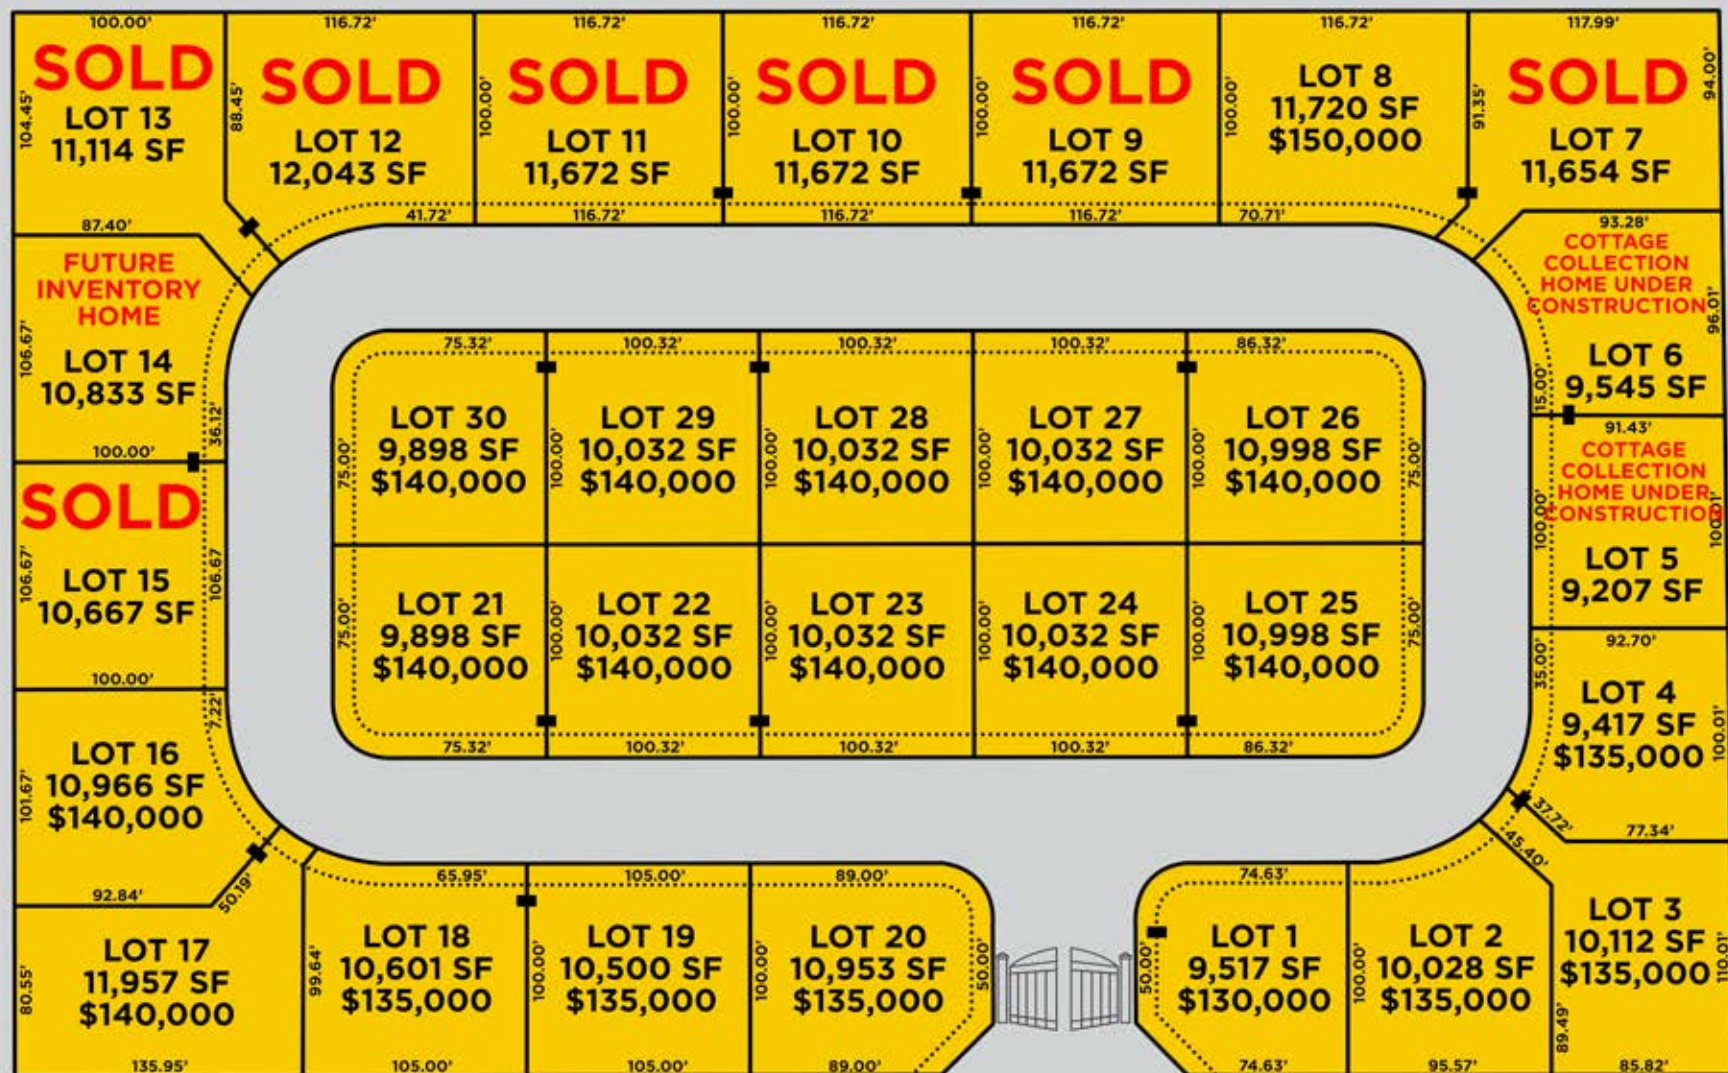 100.00'
SOLD
104.45'
LOT 13
11,114 SF
87.40'
116.72'
SOLD
88.45'
LOT 12
12,043 SF
41.72'
116.72'
SOLD
100.00'
LOT 11
11,672 SF
116.72'
116.72'
SOLD
100.00'
LOT 10
11,672 SF
116.72'
116.72'
SOLD
100.00'
LOT 9
11,672 SF
116.72'
116.72'
100.00'
LOT 8
11,720 SF
$150,000
91.35'
70.71'
117.99'
SOLD
94.00'
LOT 7
11,654 SF
93.28'
FUTURE
INVENTORY
HOME
106.67'
LOT 14
10,833 SF
36.12'
100.00'
SOLD
106.67'
106.67
LOT 15
10,667 SF
100.00'
7.22'
LOT 16
10,966 SF
$140,000
101.67'
92.84'
50.19'
LOT 17
11,957 SF
$140,000
80.55'
135.95'
75.32'
LOT 30
9,898 SF
$140,000
75.00'
100.00'
100.32'
LOT 29
10,032 SF
$140,000
100.00'
100.32'
LOT 28
10,032 SF
$140,000
100.00'
100.32'
LOT 27
10,032 SF
$140,000
100.00'
86.32'
LOT 26
10,998 SF
$140,000
75.00'
LOT 21
9,898 SF
$140,000
75.00'
75.32'
100.00'
LOT 22
10,032 SF
$140,000
100.32'
100.00'
LOT 23
10,032 SF
$140,000
100.32'
100.00'
LOT 24
10,032 SF
$140,000
100.32'
100.00'
LOT 25
10,998 SF
$140,000
75.00'
86.32'
COTTAGE
COLLECTION
HOME UNDER
CONSTRUCTION
96.01'
LOT 6
9,545 SF
15.00'
91.43'
COTTAGE
COLLECTION
HOME UNDER
CONSTRUCTION
100.00'
100.01'
LOT 5
9,207 SF
92.70'
35.00'
LOT 4
9,417 SF
$135,000
100.01'
37.72'
77.34'
65.95'
LOT 18
10,601 SF
$135,000
99.64'
105.00'
105.00'
LOT 19
10,500 SF
$135,000
100.00'
105.00'
89.00'
LOT 20
10,953 SF
$135,000
100.00'
50.00'
89.00'
74.63'
LOT 1
9,517 SF
$130,000
50.00'
74.63'
LOT 2
10,028 SF
$135,000
100.00'
95.57'
45.40'
LOT 3
10,112 SF
$135,000
110.01'
89.49'
85.82'